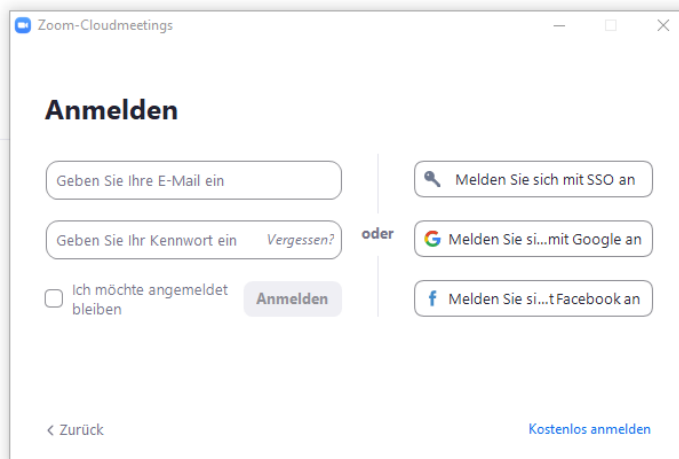 Zoom-Cloudmeetings
Anmelden
Geben Sie Ihre E-Mail ein
Geben Sie Ihr Kennwort ein Vergessen?
Ich möchte angemeldet
bleiben
Anmelden
oder
Melden Sie sich mit SSO an
Melden Sie si...mit Google an
Melden Sie si...t Facebook an
Zurück
Kostenlos anmelden